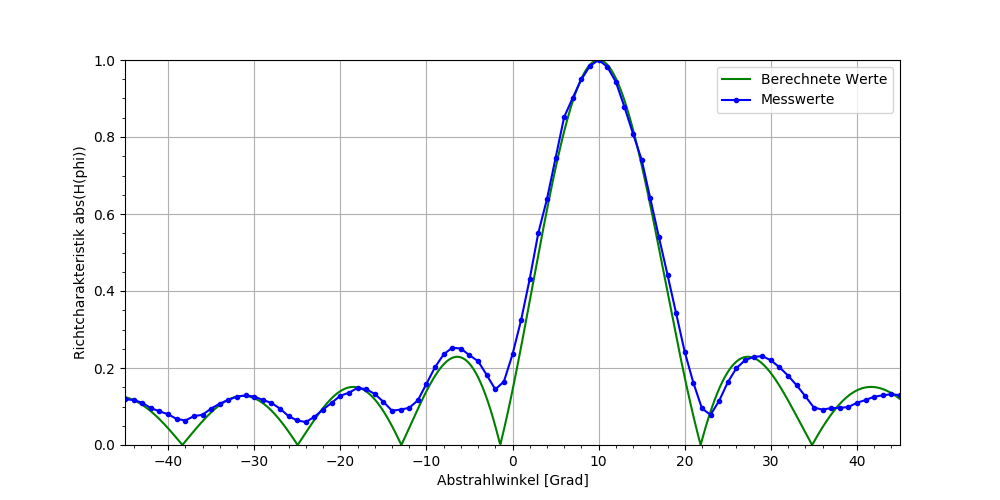 1.0
0.8
0.6
0.4
0.2
0.0
Richtcharakteristik abs(H(phi))
Berechnete Werte
Messwerte
−40 −30 −20 −10 0 10 20 30 40
Abstrahlwinkel [Grad]